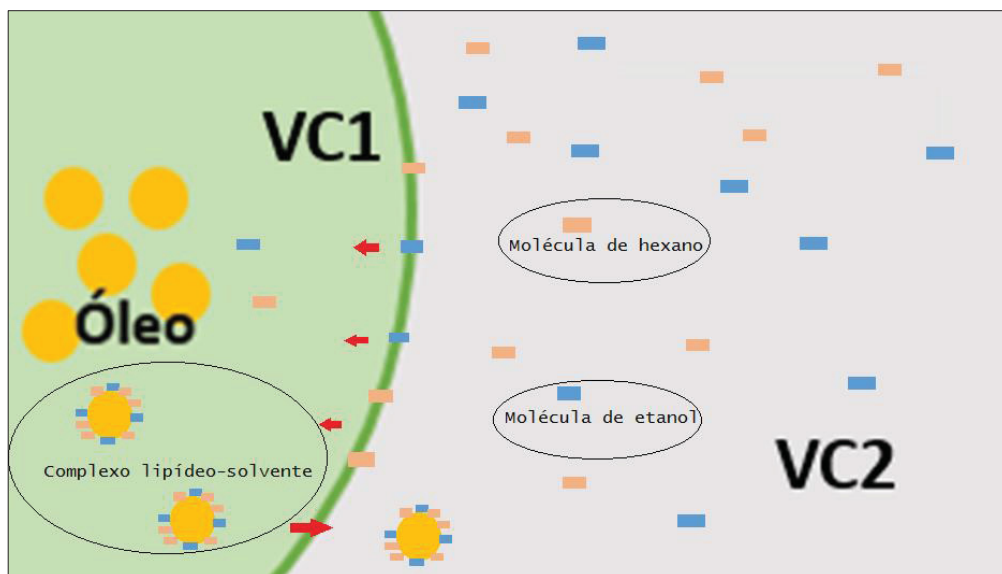 VC1
Molécula de hexano
Óleo
Molécula de etanol
Complexo lipídeo-solvente
VC2